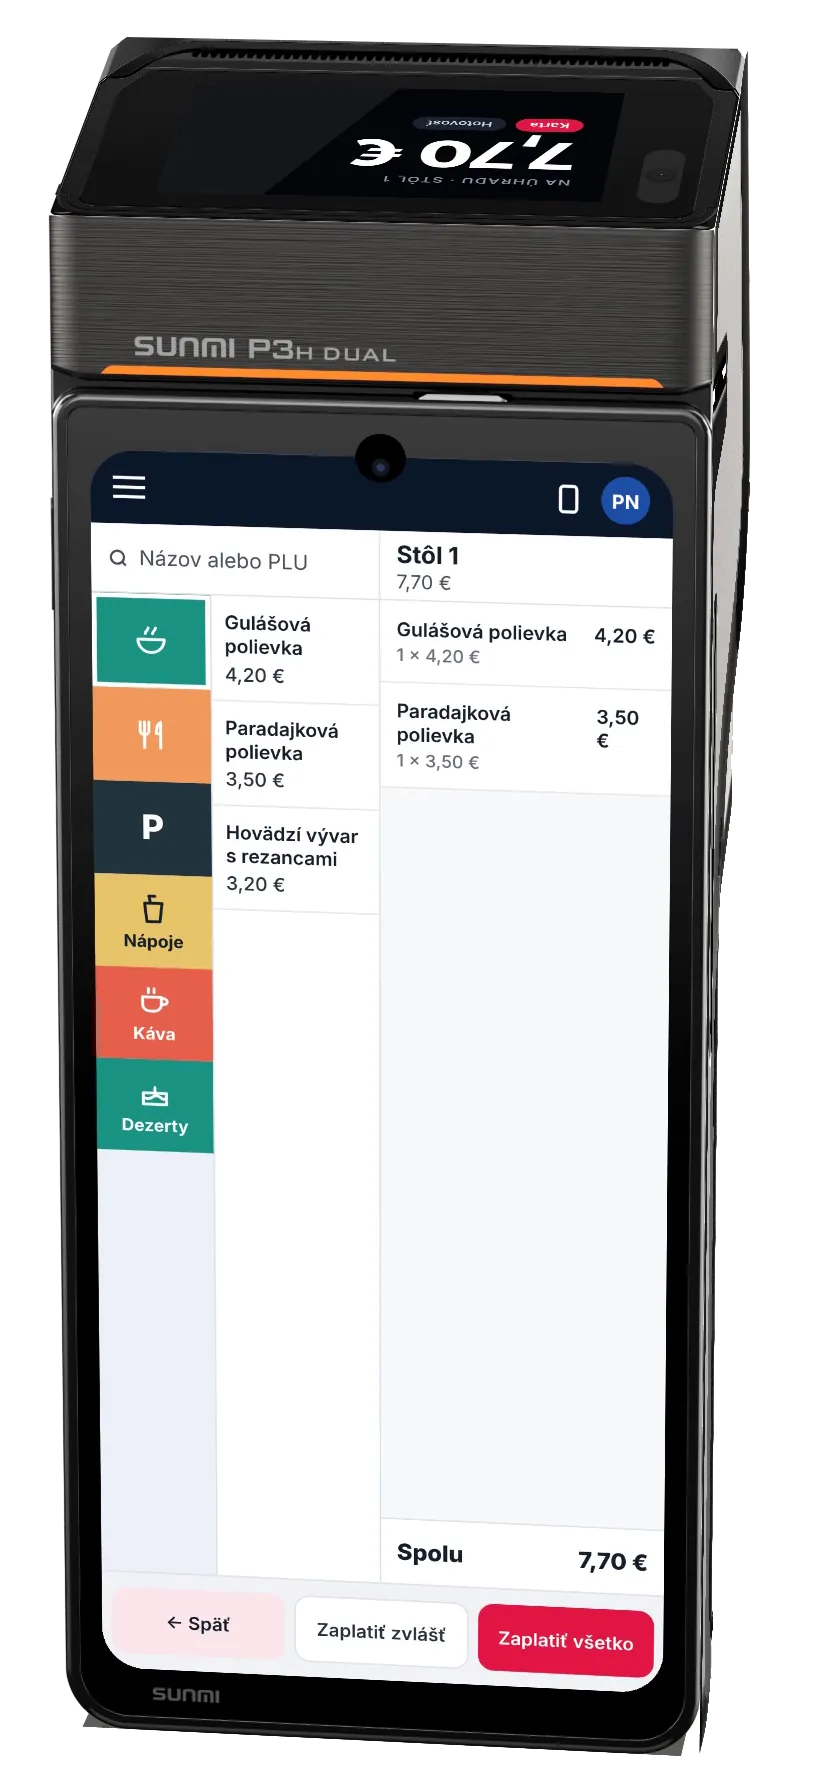 Karta
Hotovosť
7,70 €
NA ÚHRADU · STÔL 1
SUNMI P3H DUAL
PN
Názov alebo PLU
Stôl 1
7,70 €
Gulášová
polievka
4,20 €
Paradajková
polievka
3,50 €
Hovädzí vývar
s rezancami
3,20 €
P
Nápoje
Káva
Dezerty
Gulášová polievka
4,20 €
1 × 4,20 €
Paradajková
polievka
3,50
€
1 × 3,50 €
Spolu
7,70 €
← Späť
Zaplatiť zvlášť
Zaplatiť všetko
SUNMI